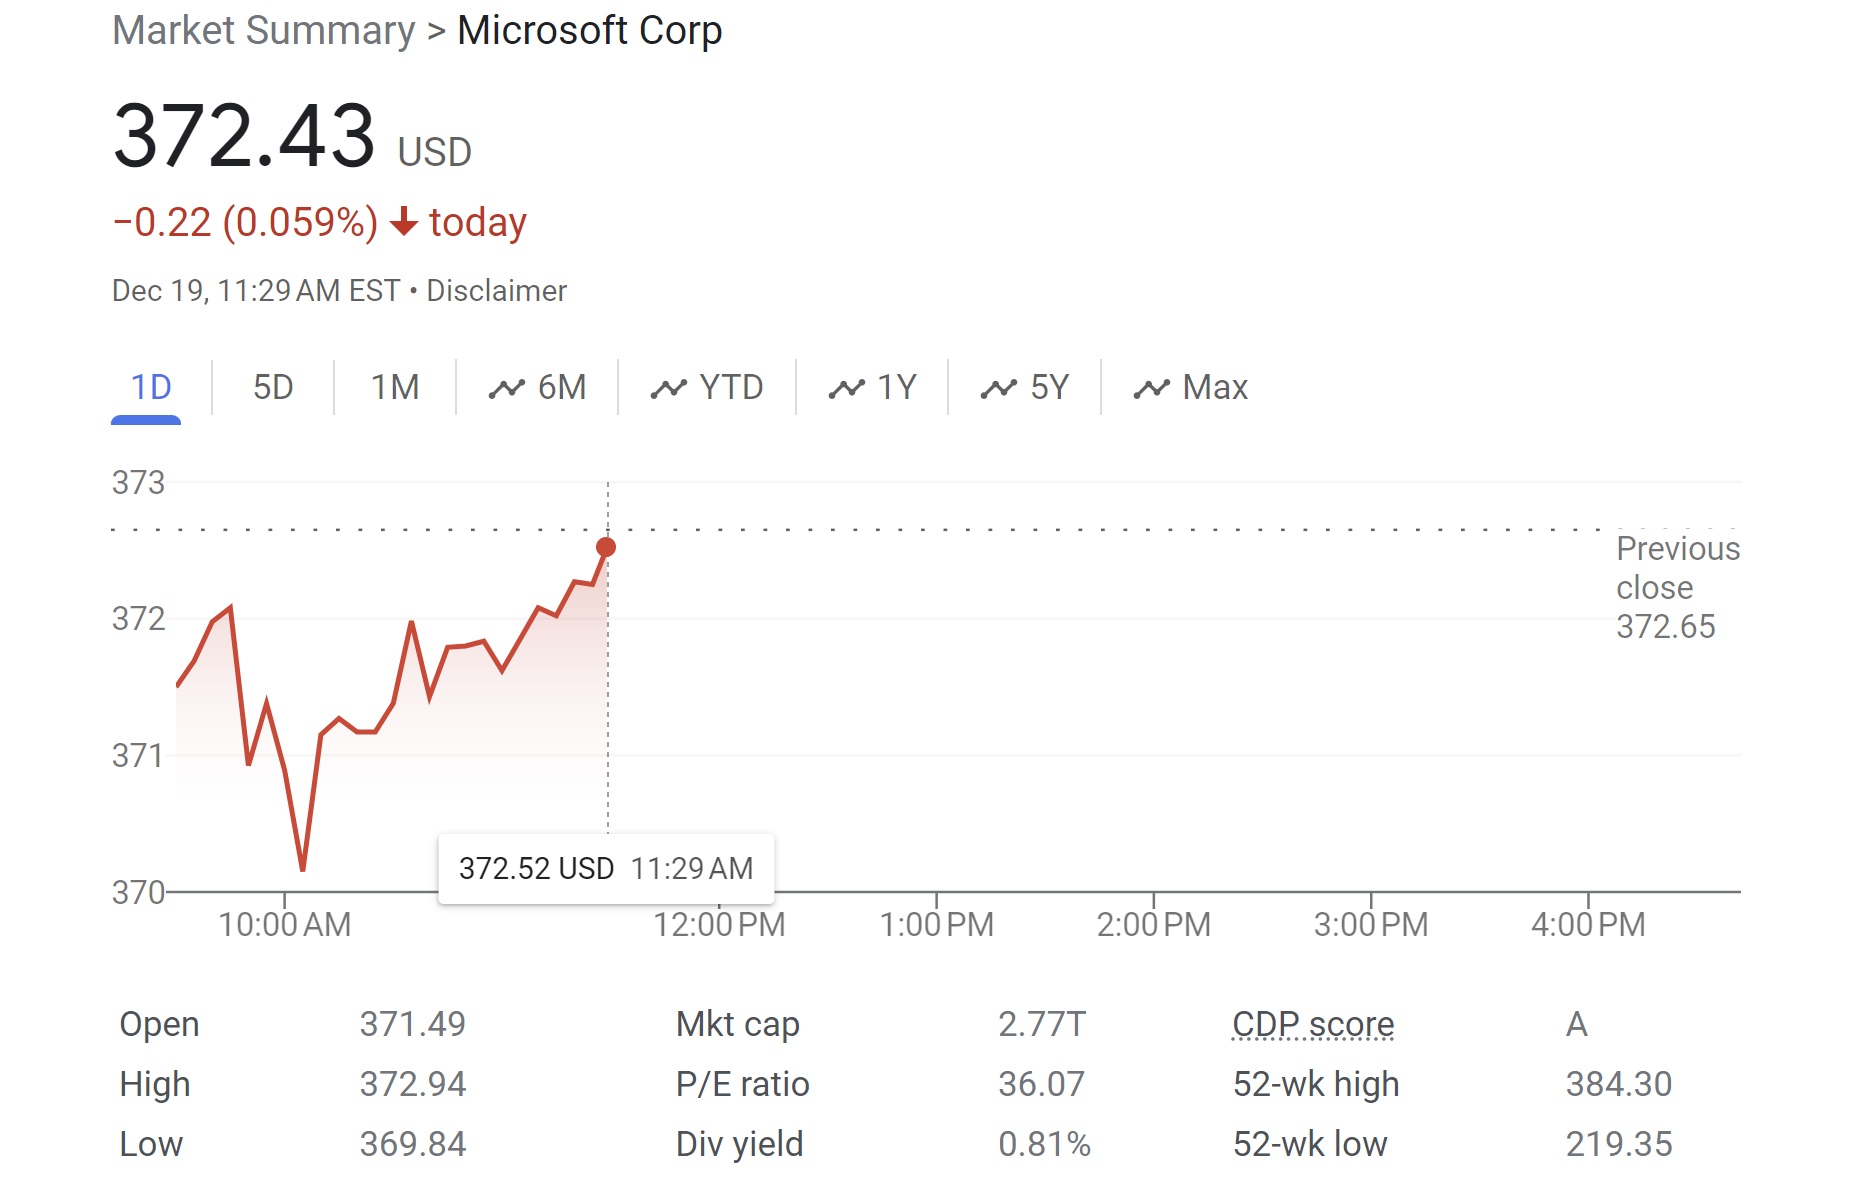 Market Summary > Microsoft Corp
372.43 USD
−0.22 (0.059%) ↓ today
Dec 19, 11:29 AM EST • Disclaimer
1D 5D 1M 6M YTD 1Y 5Y Max
373
372
371
370
Previous
close
372.65
372.52 USD 11:29 AM
10:00 AM 12:00 PM 1:00 PM 2:00 PM 3:00 PM 4:00 PM
Open 371.49 Mkt cap 2.77T CDP score A
High 372.94 P/E ratio 36.07 52-wk high 384.30
Low 369.84 Div yield 0.81% 52-wk low 219.35